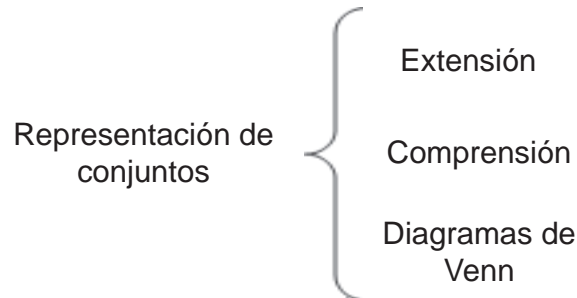 Representación de
conjuntos
Extensión
Comprensión
Diagramas de
Venn